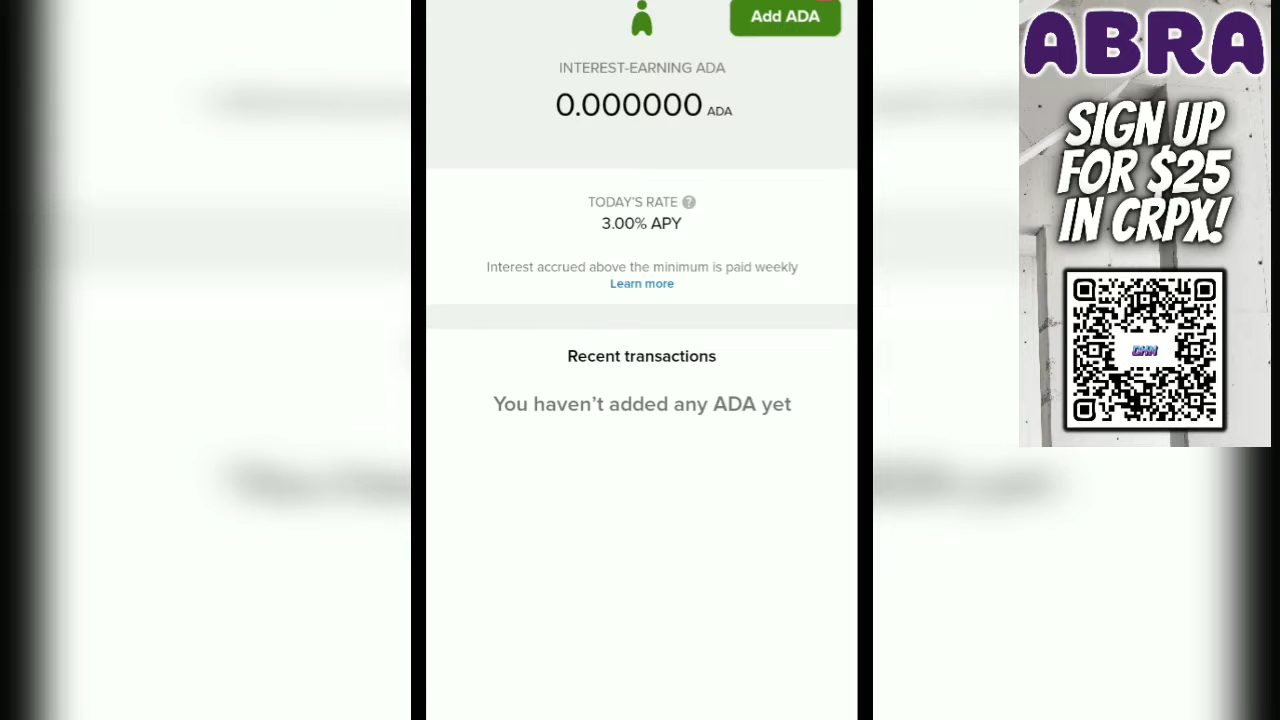 Add ADA
INTEREST-EARNING ADA
0.000000 ADA
TODAY'S RATE ?
3.00% APY
Interest accrued above the minimum is paid weekly
Learn more
Recent transactions
You haven't added any ADA yet
ABRA
SIGN UP
FOR $25
IN CRPX!